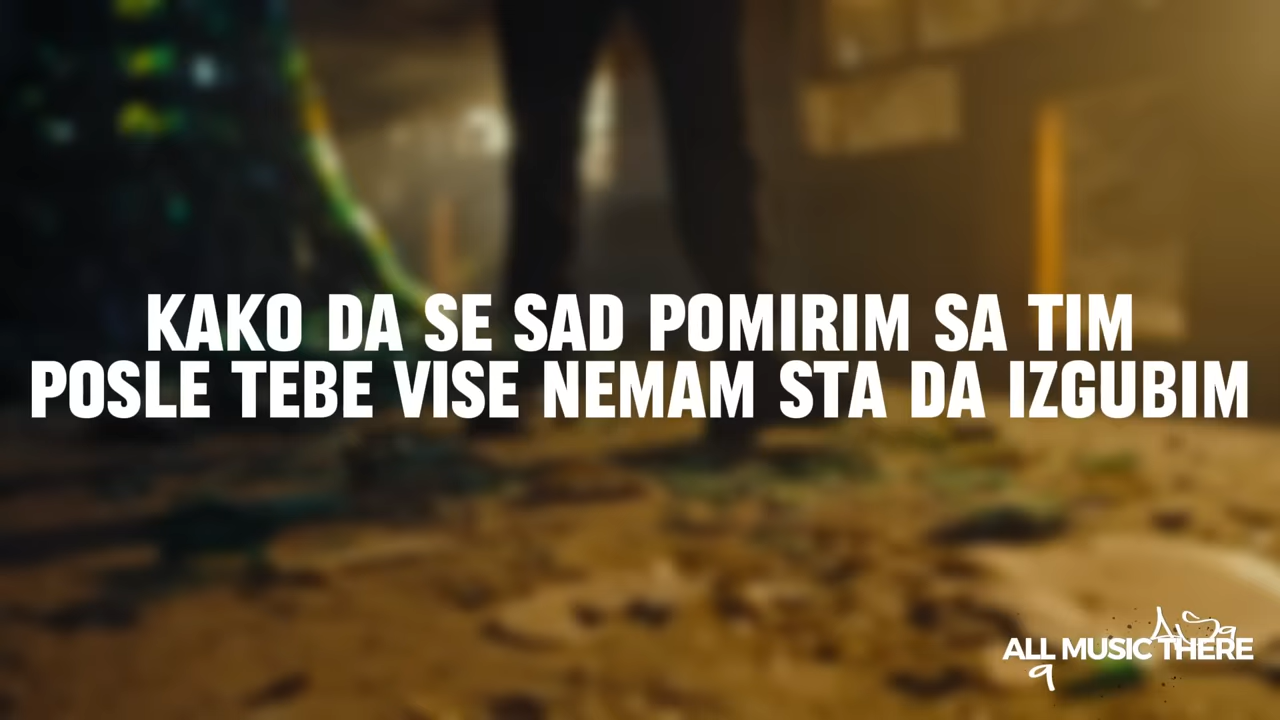 KAKO DA SE SAD POMIRIM SA TIM
POSLE TEBE VISE NEMAM STA DA IZGUBIM
ALL MUSIC THERE